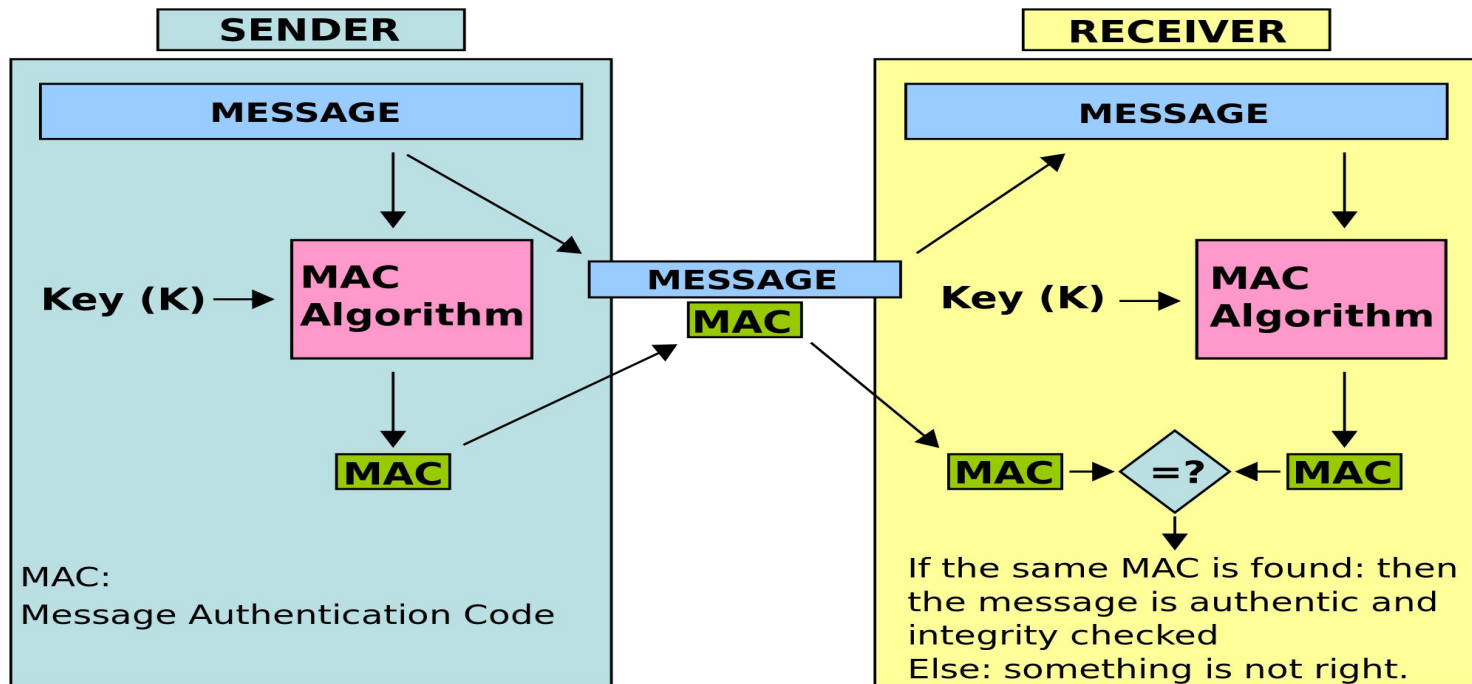 SENDER
MESSAGE
Key (K)
MAC
Algorithm
MAC
MAC:
Message Authentication Code
MESSAGE
MAC
RECEIVER
MESSAGE
Key (K)
MAC
Algorithm
MAC
=?
MAC
If the same MAC is found: then
the message is authentic and
integrity checked
Else: something is not right.